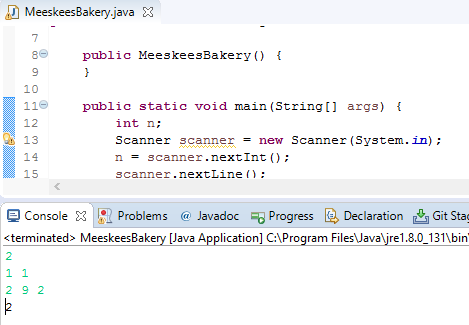 MeeskeesBakery.java
7
8 public MeeskeesBakery() {
9 }
10
11 public static void main(String[] args) {
12 int n;
13 Scanner scanner = new Scanner(System.in);
14 n = scanner.nextInt();
15 scanner.nextLine();
Console Problems @ Javadoc Progress Declaration Git Stag
<terminated> MeeskeesBakery [Java Application] C:\Program Files\Java\jre1.8.0_131\bin\
2
1 1
2 9 2
2